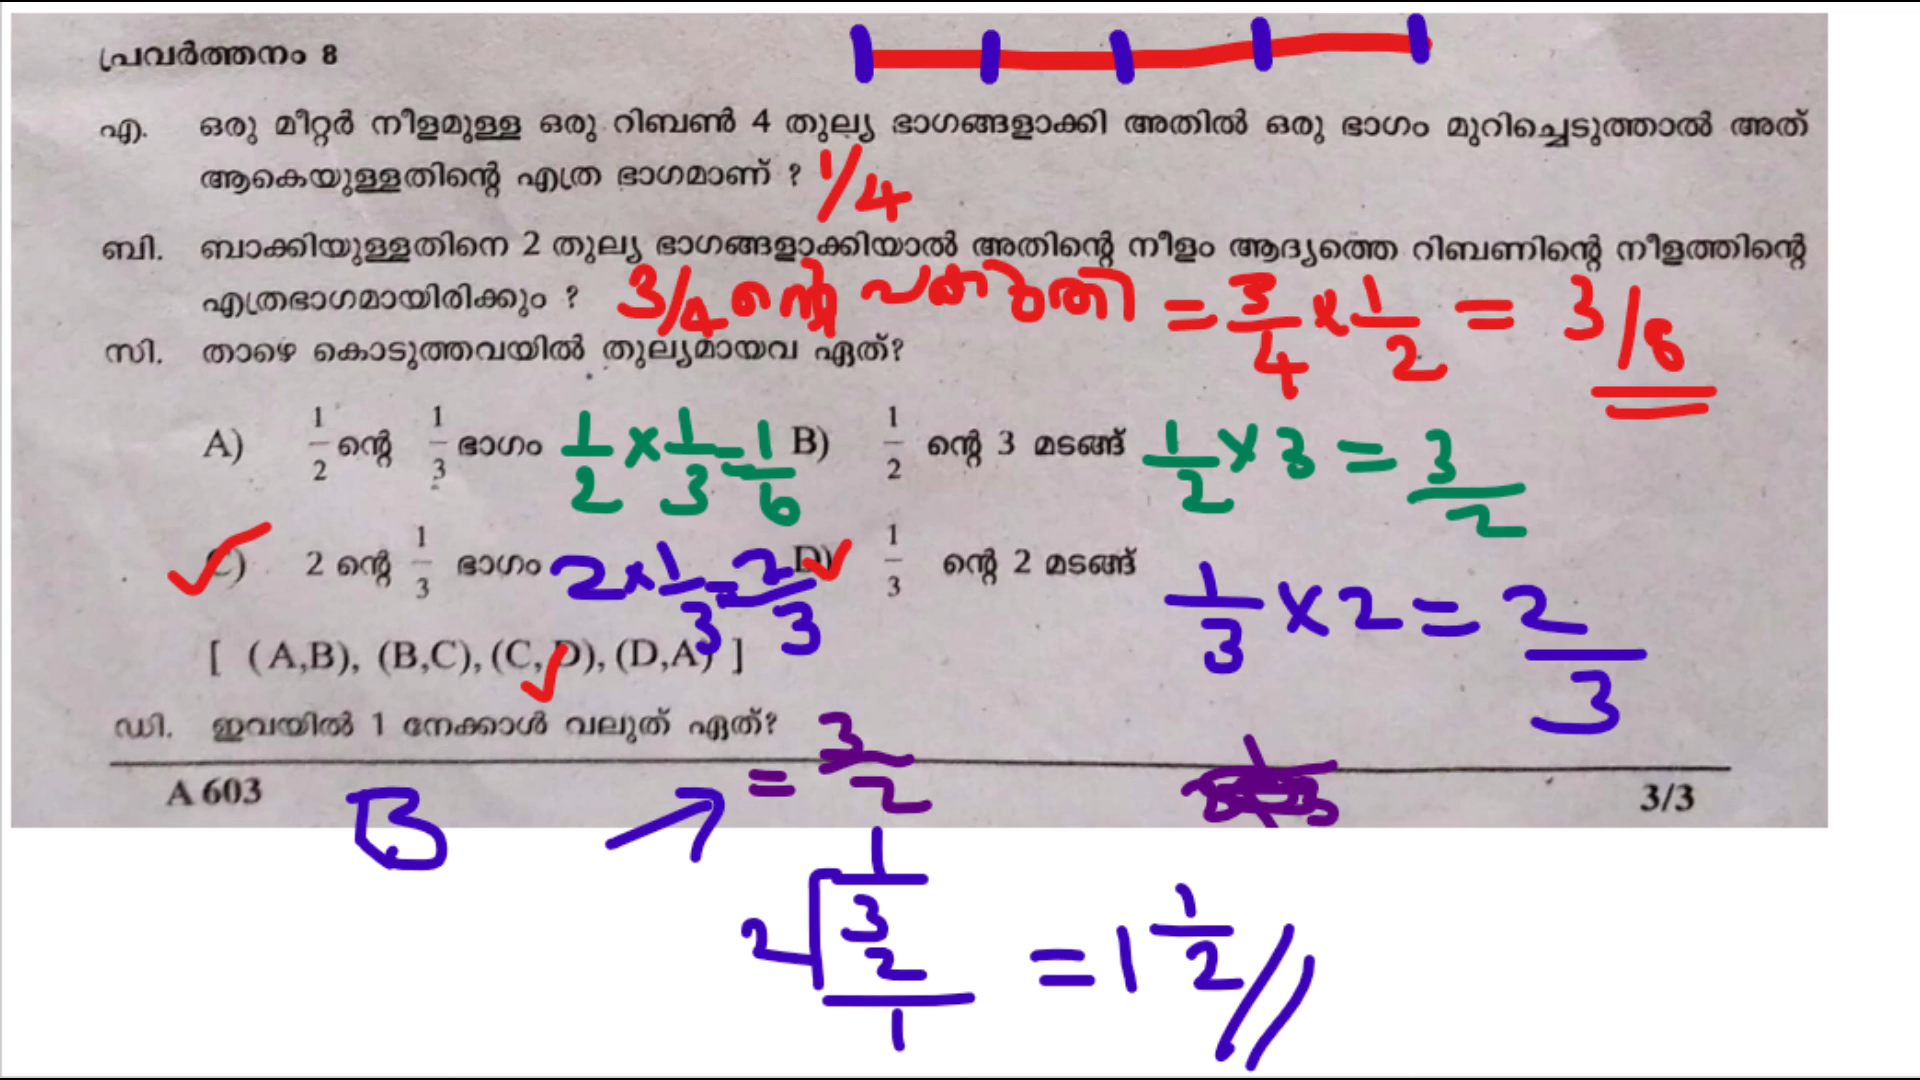 പ്രവർത്തനം 8
എ. ഒരു മീറ്റർ നീളമുള്ള ഒരു റിബൺ 4 തുല്യ ഭാഗങ്ങളാക്കി അതിൽ ഒരു ഭാഗം മുറിച്ചെടുത്താൽ അത്
ആകെയുള്ളതിന്റെ എത്ര ഭാഗമാണ് ? 1/4
ബി. ബാക്കിയുള്ളതിനെ 2 തുല്യ ഭാഗങ്ങളാക്കിയാൽ അതിന്റെ നീളം ആദ്യത്തെ റിബണിന്റെ നീളത്തിന്റെ
എത്രഭാഗമായിരിക്കും ? 3/4 ന്റെ പകുതി = 3/4 x 1/2 = 3/8
സി. താഴെ കൊടുത്തവയിൽ തുല്യമായവ ഏത്?
A) 1/2 ന്റെ 1/3 ഭാഗം 1/2 x 1/3 = 1/6 B) 1/2 ന്റെ 3 മടങ്ങ് 1/2 x 3 = 3/2
C) 2 ന്റെ 1/3 ഭാഗം 2 x 1/3 = 2/3 D) 1/3 ന്റെ 2 മടങ്ങ് 1/3 x 2 = 2/3
[ (A,B), (B,C), (C,D), (D,A) ]
ഡി. ഇവയിൽ 1 നേക്കാൾ വലുത് ഏത്?
= 3/2
A 603 3/3
B
1
2 3
2 = 1 1/2 //
1